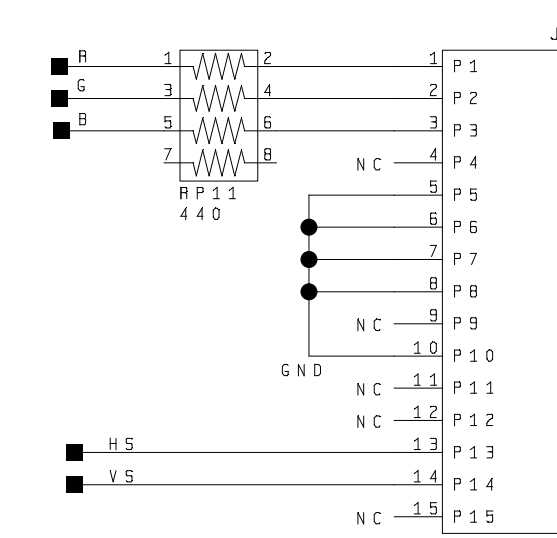 J
R 1 2 1 P1
G 3 4 2 P2
B 5 6 3 P3
7 8 NC 4 P4
RP11 5 P5
440
6 P6
7 P7
8 P8
NC 9 P9
10 P10
GND
NC 11 P11
NC 12 P12
HS 13 P13
VS 14 P14
NC 15 P15